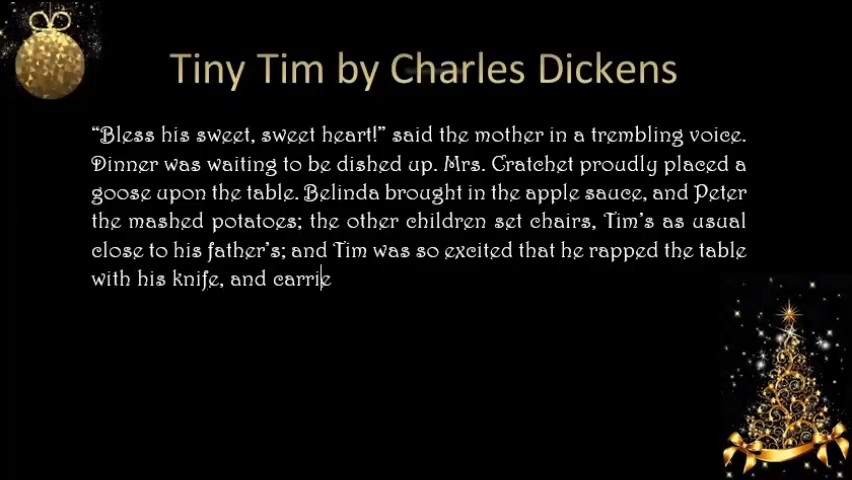 Tiny Tim by Charles Dickens
“Bless his sweet, sweet heart!” said the mother in a trembling voice.
Dinner was waiting to be dished up. Mrs. Cratchet proudly placed a
goose upon the table. Belinda brought in the apple sauce, and Peter
the mashed potatoes; the other children set chairs, Tim’s as usual
close to his father’s; and Tim was so excited that he rapped the table
with his knife, and carrie